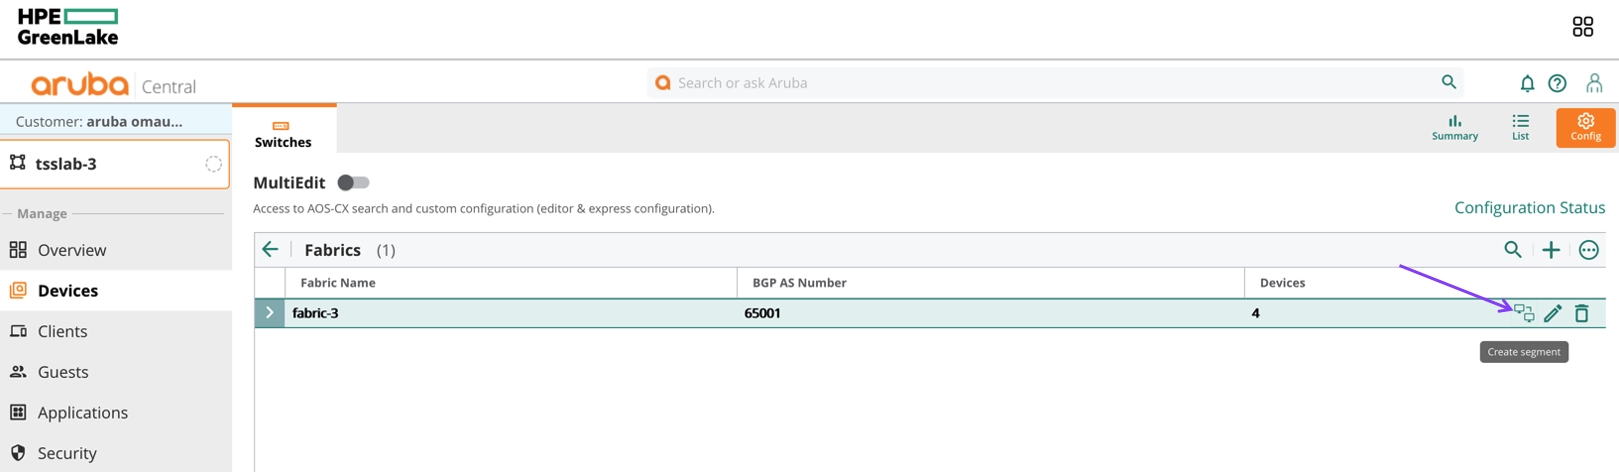 HPE
GreenLake
aruba Central
Search or ask Aruba
Customer: aruba omau...
tsslab-3
Manage
Overview
Devices
Clients
Guests
Applications
Security
Switches
Summary
List
Config
MultiEdit
Access to AOS-CX search and custom configuration (editor & express configuration).
Configuration Status
Fabrics (1)
Fabric Name BGP AS Number Devices
fabric-3 65001 4
Create segment